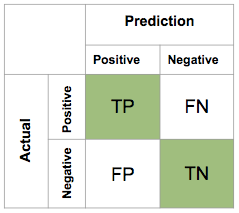 Prediction
Positive Negative
Actual
Positive
TP FN
Negative
FP TN